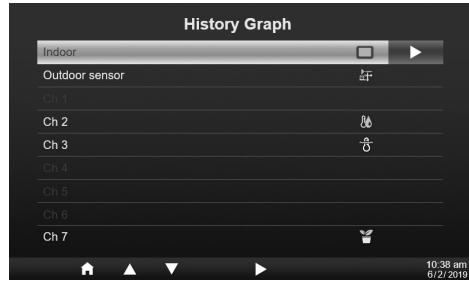 History Graph
Indoor
Outdoor sensor
Ch 1
Ch 2
Ch 3
Ch 4
Ch 5
Ch 6
Ch 7
10:38 am
6/2/2019